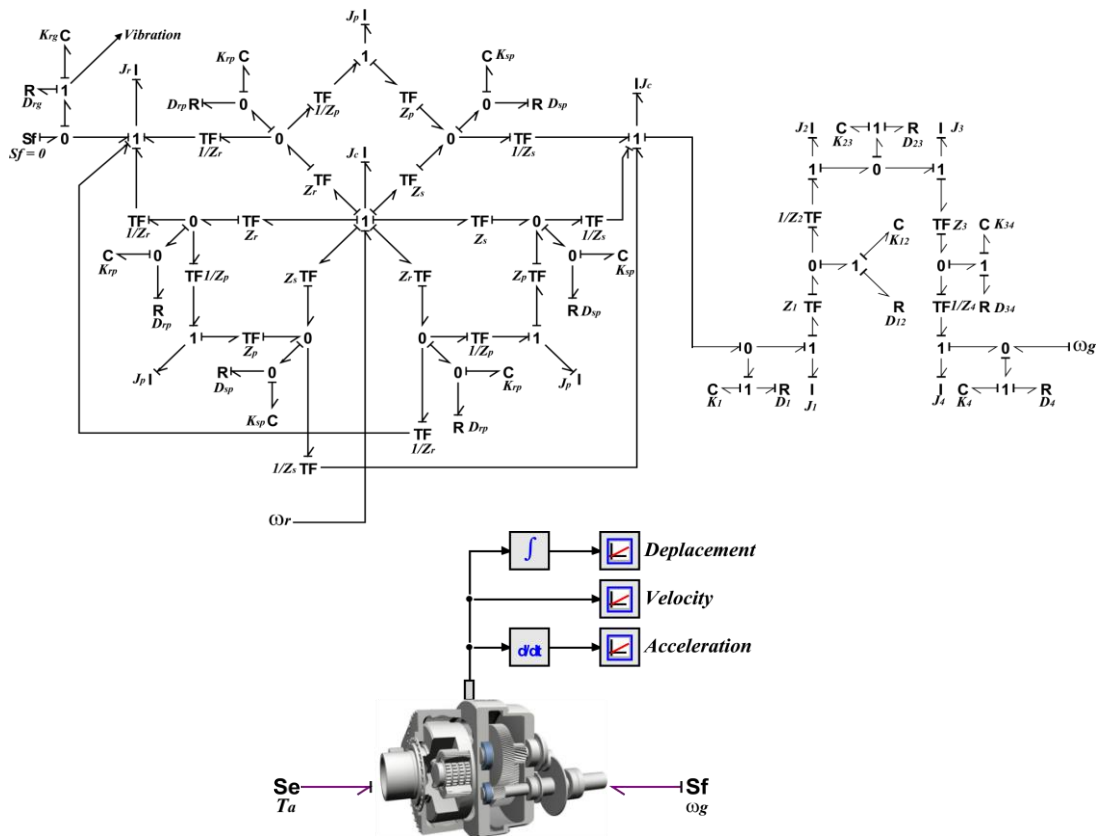 Jp I
Krg C Vibration
Jr I Krp C 1 C Ksp
R 1 TF TF IJc
Drg Drp R 0 1/Zp Zp 0 R Dsp
Sf 0 1 TF 0 0 TF 1
Sf = 0 1/Zr Jc I 1/Zs
Zr TF TF Zs
TF 0 TF 1 TF 0 TF
1/Zr Zr Zs 1/Zs
C 0 0 C
Krp TF 1/Zp Zs TF Zr TF Zp TF Ksp
R R
Drp Dsp
1 TF 0 0 TF 1
Zp 1/Zp
Jp I R 0 0 C Jp I
Dsp Krp
Ksp C R Drp
TF
1/Zr
1/Zs TF
ωr
J2 I C 1 R I J3
K23 D23
1 0 1
1/Z2 TF C TF Z3 C K34
K12
0 1 0 1
Z1 TF R TF 1/Z4 R D34
D12
0 1 1 0 ωg
C 1 R I I C 1 R
K1 D1 J1 J4 K4 D4
∫ Deplacement
Velocity
d/dt Acceleration
Se Sf
Ta ωg